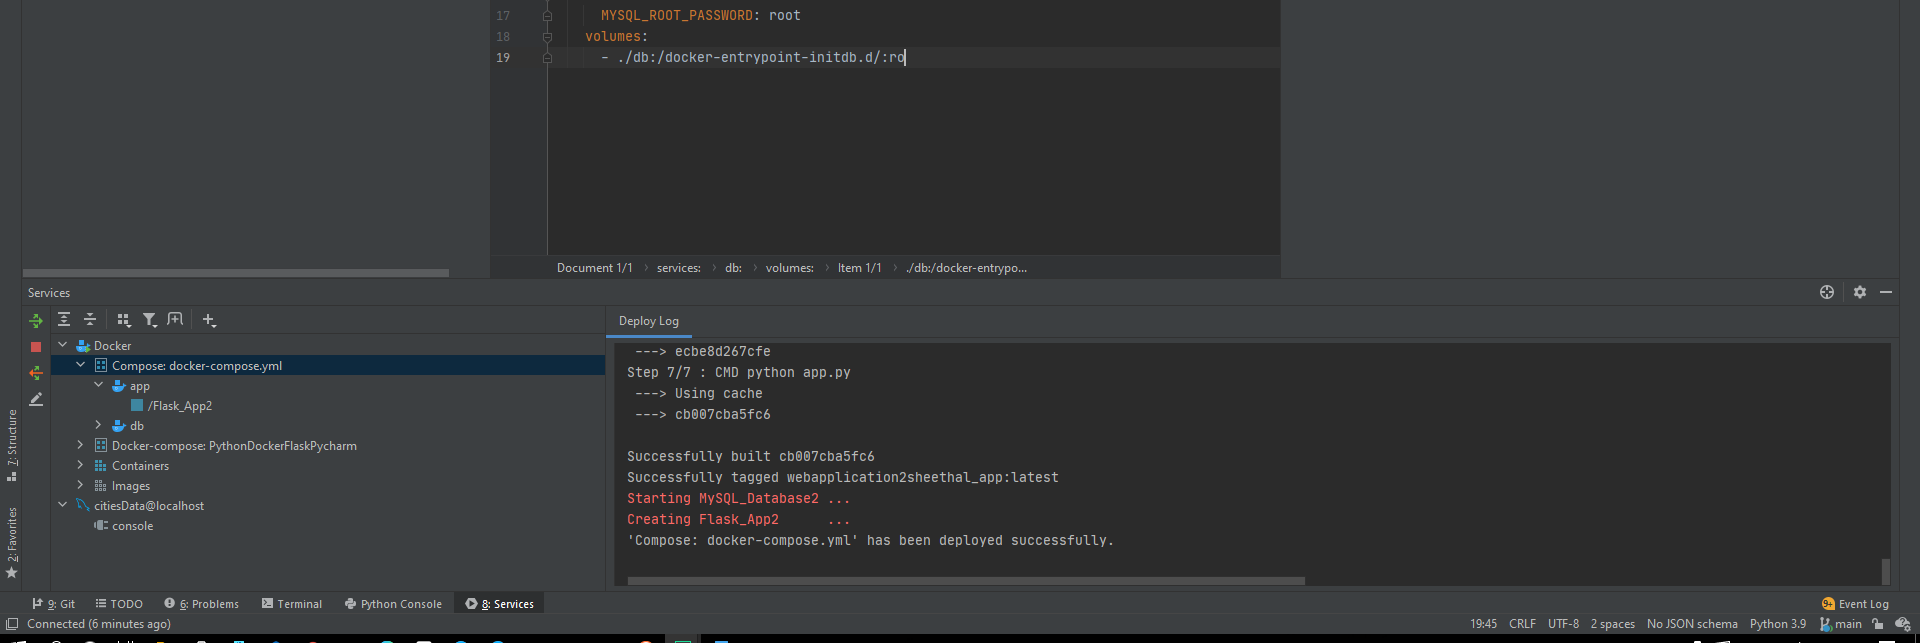 17 MYSQL_ROOT_PASSWORD: root
18 volumes:
19 - ./db:/docker-entrypoint-initdb.d/:ro
Document 1/1 › services: › db: › volumes: › Item 1/1 › ./db:/docker-entrypo...
Services
Deploy Log
Docker
Compose: docker-compose.yml
app
/Flask_App2
db
Docker-compose: PythonDockerFlaskPycharm
Containers
Images
citiesData@localhost
console
---> ecbe8d267cfe
Step 7/7 : CMD python app.py
---> Using cache
---> cb007cba5fc6
Successfully built cb007cba5fc6
Successfully tagged webapplication2sheethal_app:latest
Starting MySQL_Database2 ...
Creating Flask_App2 ...
'Compose: docker-compose.yml' has been deployed successfully.
7: Structure
2: Favorites
9: Git TODO 6: Problems Terminal Python Console 8: Services 9+ Event Log
Connected (6 minutes ago) 19:45 CRLF UTF-8 2 spaces No JSON schema Python 3.9 main